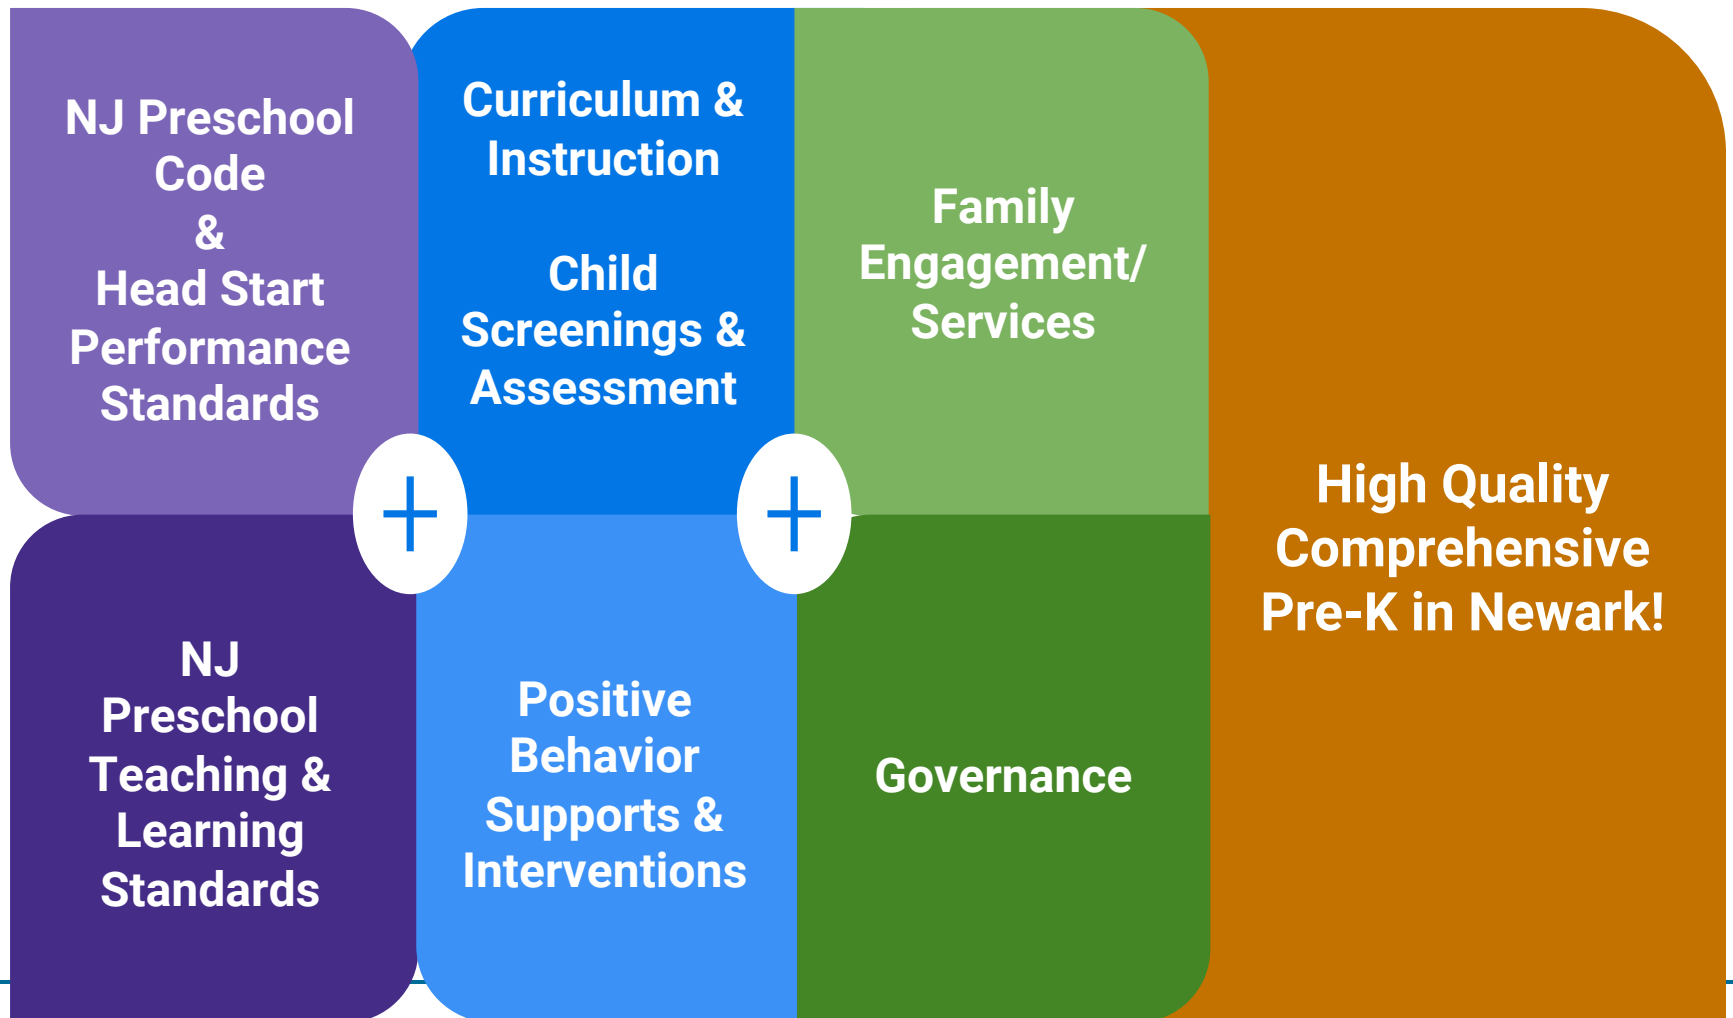 NJ Preschool
Code
&
Head Start
Performance
Standards
Curriculum &
Instruction
Child
Screenings &
Assessment
Family
Engagement/
Services
High Quality
Comprehensive
Pre-K in Newark!
+
+
NJ
Preschool
Teaching &
Learning
Standards
Positive
Behavior
Supports &
Interventions
Governance